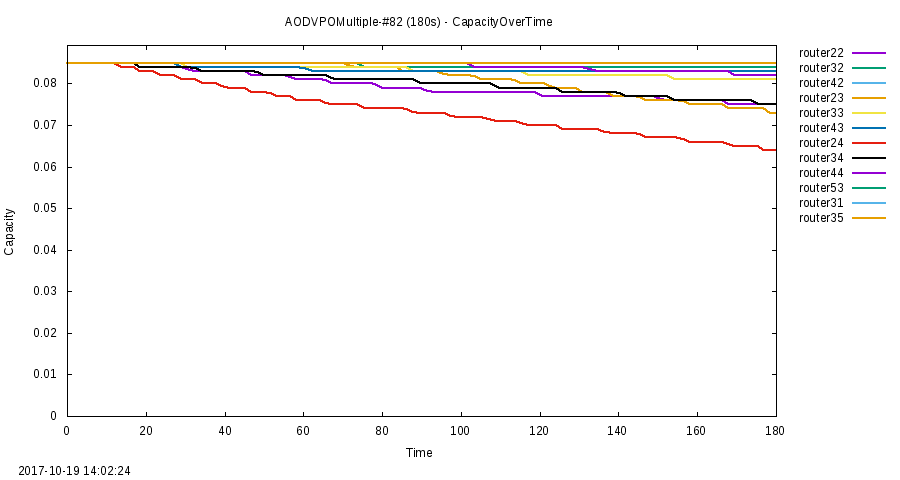 AODVPOMultiple-#82 (180s) - CapacityOverTime
router22
router32
router42
router23
router33
router43
router24
router34
router44
router53
router31
router35
0.08
0.07
0.06
0.05
0.04
0.03
0.02
0.01
0
Capacity
0 20 40 60 80 100 120 140 160 180
Time
2017-10-19 14:02:24